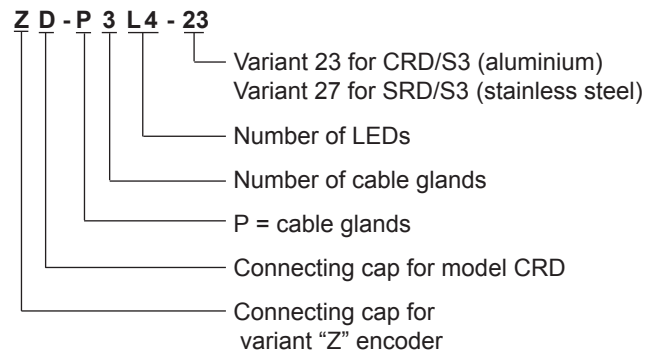 Z D - P 3 L 4 - 23
Variant 23 for CRD/S3 (aluminium)
Variant 27 for SRD/S3 (stainless steel)
Number of LEDs
Number of cable glands
P = cable glands
Connecting cap for model CRD
Connecting cap for
variant “Z” encoder